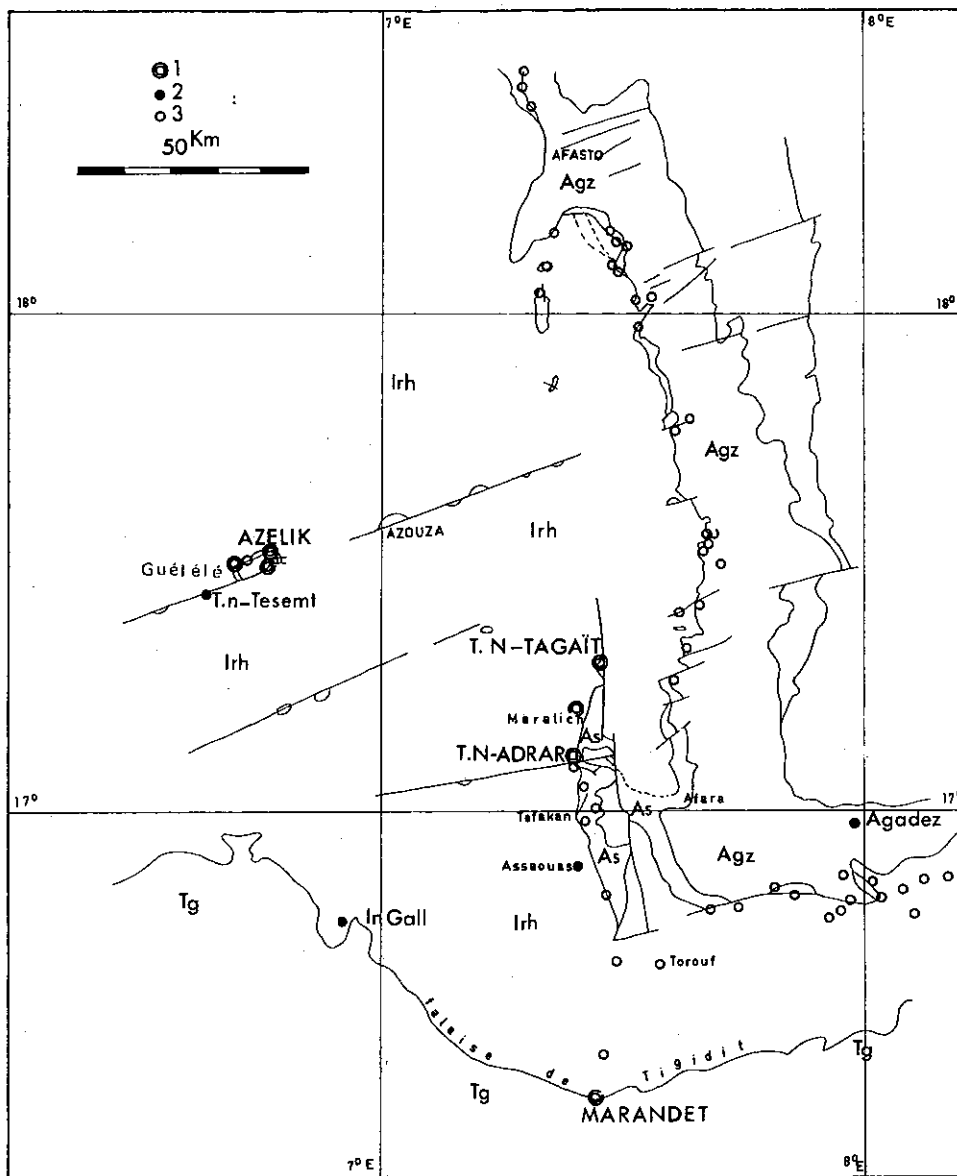 7°E
8°E
1
2
3
50 Km
AFASTO
Agz
18°
18°
Irh
Agz
Irh
AZOUZA
AZELIK
Guélélé
T.n-Tesemt
Irh
T. N-TAGAÏT
Maralich
As
T.N-ADRAR
17°
Tafakan
As
Afara
17°
Agadez
As
Assaouas
Agz
Tg
In Gall
Irh
Torouf
falaise de Tigidit
Tg
Tg
MARANDET
7°E
8°E